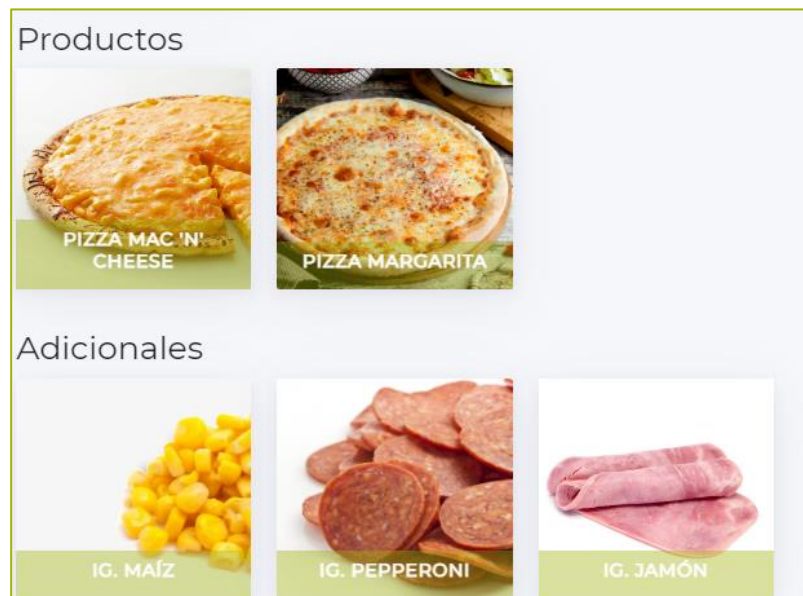 Productos
PIZZA MAC 'N'
CHEESE
PIZZA MARGARITA
Adicionales
IG. MAÍZ
IG. PEPPERONI
IG. JAMÓN